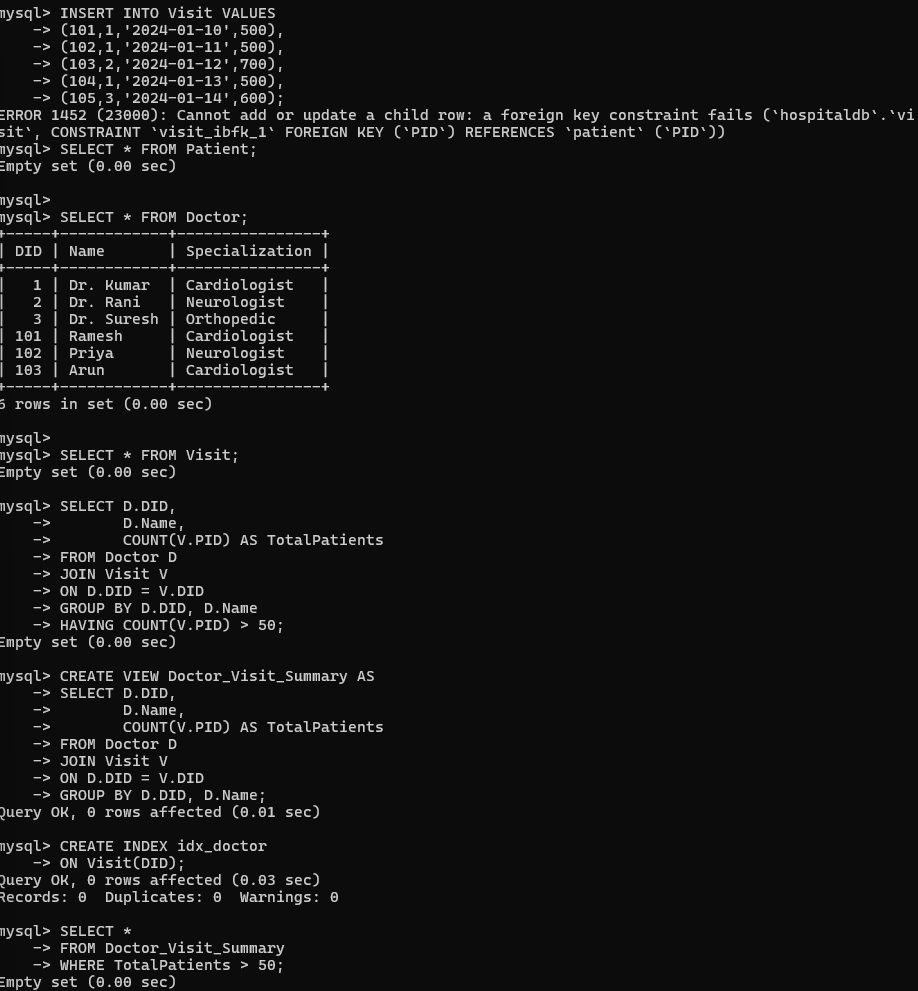 mysql> INSERT INTO Visit VALUES
    -> (101,1,'2024-01-10',500),
    -> (102,1,'2024-01-11',500),
    -> (103,2,'2024-01-12',700),
    -> (104,1,'2024-01-13',500),
    -> (105,3,'2024-01-14',600);
ERROR 1452 (23000): Cannot add or update a child row: a foreign key constraint fails (`hospitaldb`.`vi
sit`, CONSTRAINT `visit_ibfk_1` FOREIGN KEY (`PID`) REFERENCES `patient` (`PID`))
mysql> SELECT * FROM Patient;
Empty set (0.00 sec)

mysql>
mysql> SELECT * FROM Doctor;
+-----+------------+----------------+
| DID | Name       | Specialization |
+-----+------------+----------------+
|   1 | Dr. Kumar  | Cardiologist   |
|   2 | Dr. Rani   | Neurologist    |
|   3 | Dr. Suresh | Orthopedic     |
| 101 | Ramesh     | Cardiologist   |
| 102 | Priya      | Neurologist    |
| 103 | Arun       | Cardiologist   |
+-----+------------+----------------+
6 rows in set (0.00 sec)

mysql>
mysql> SELECT * FROM Visit;
Empty set (0.00 sec)

mysql> SELECT D.DID,
    ->        D.Name,
    ->        COUNT(V.PID) AS TotalPatients
    -> FROM Doctor D
    -> JOIN Visit V
    -> ON D.DID = V.DID
    -> GROUP BY D.DID, D.Name
    -> HAVING COUNT(V.PID) > 50;
Empty set (0.00 sec)

mysql> CREATE VIEW Doctor_Visit_Summary AS
    -> SELECT D.DID,
    ->        D.Name,
    ->        COUNT(V.PID) AS TotalPatients
    -> FROM Doctor D
    -> JOIN Visit V
    -> ON D.DID = V.DID
    -> GROUP BY D.DID, D.Name;
Query OK, 0 rows affected (0.01 sec)

mysql> CREATE INDEX idx_doctor
    -> ON Visit(DID);
Query OK, 0 rows affected (0.03 sec)
Records: 0  Duplicates: 0  Warnings: 0

mysql> SELECT *
    -> FROM Doctor_Visit_Summary
    -> WHERE TotalPatients > 50;
Empty set (0.00 sec)